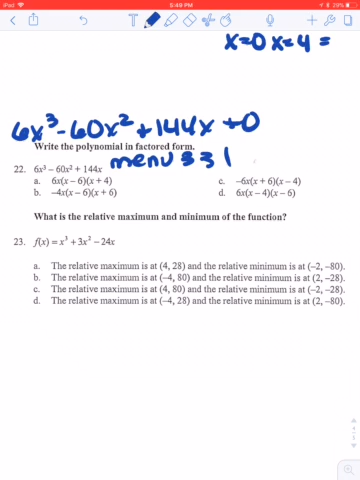 iPad
5:49 PM
29%
x=0 x=4 =
6x³-60x²+144x+0
Write the polynomial in factored form.
menu 3 3 1
22. 6x³ − 60x² + 144x
a. 6x(x − 6)(x + 4)
b. −4x(x − 6)(x + 6)
c. −6x(x + 6)(x − 4)
d. 6x(x − 4)(x − 6)
What is the relative maximum and minimum of the function?
23. f(x) = x³ + 3x² − 24x
a. The relative maximum is at (4, 28) and the relative minimum is at (−2, −80).
b. The relative maximum is at (−4, 80) and the relative minimum is at (2, −28).
c. The relative maximum is at (4, 80) and the relative minimum is at (−2, −28).
d. The relative maximum is at (−4, 28) and the relative minimum is at (2, −80).